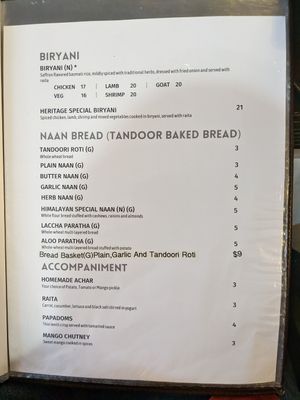 BIRYANI
BIRYANI (N) *
Saffron flavored basmati rice, mildly spiced with traditional herbs, dressed with fried onion and served with
raita
CHICKEN 17 | LAMB 20 | GOAT 20
VEG 16 | SHRIMP 20
HERITAGE SPECIAL BIRYANI 21
Spiced chicken, lamb, shrimp and mixed vegetables cooked in biryani, served with raita
NAAN BREAD (TANDOOR BAKED BREAD)
TANDOORI ROTI (G) 3
Whole wheat bread
PLAIN NAAN (G) 3
BUTTER NAAN (G) 4
GARLIC NAAN (G) 5
HERB NAAN (G) 4
HIMALAYAN SPECIAL NAAN (N) (G) 5
White flour bread stuffed with cashews, raisins and almonds
LACCHA PARATHA (G) 5
Whole wheat multi layered bread
ALOO PARATHA (G) 5
Whole wheat multi layered bread stuffed with potato
Bread Basket(G)Plain,Garlic And Tandoori Roti $9
ACCOMPANIMENT
HOMEMADE ACHAR 3
Your choice of Potato, Tomato or Mango pickle
RAITA 3
Carrot, cucumber, tomato and black salt stirred in yogurt
PAPADOMS 4
Thin lentil crisp served with tamarind sauce
MANGO CHUTNEY 3
Sweet mango cooked in spices